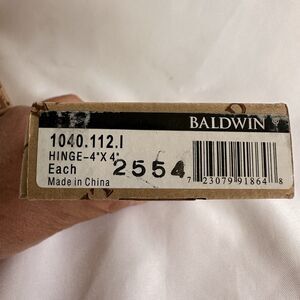 BALDWIN
1040.112.I
HINGE-4"X 4"
Each 2554
Made in China
7 23079 91864 8